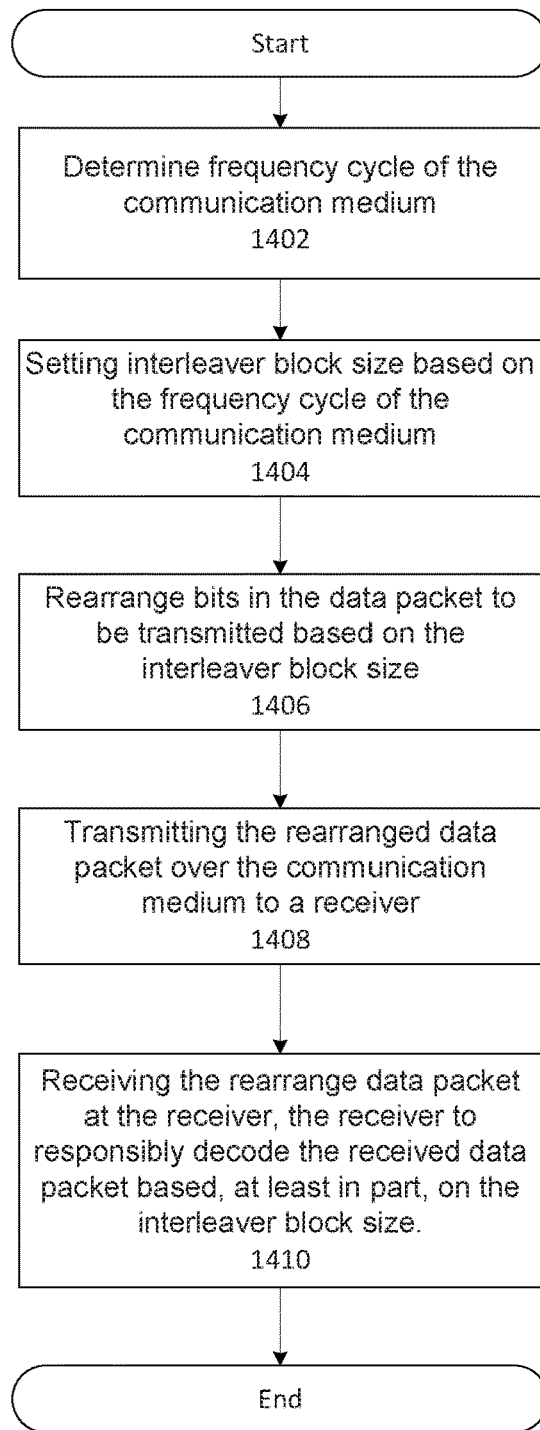 Start
Determine frequency cycle of the
communication medium
1402
Setting interleaver block size based on
the frequency cycle of the
communication medium
1404
Rearrange bits in the data packet to
be transmitted based on the
interleaver block size
1406
Transmitting the rearranged data
packet over the communication
medium to a receiver
1408
Receiving the rearrange data packet
at the receiver, the receiver to
responsibly decode the received data
packet based, at least in part, on the
interleaver block size.
1410
End